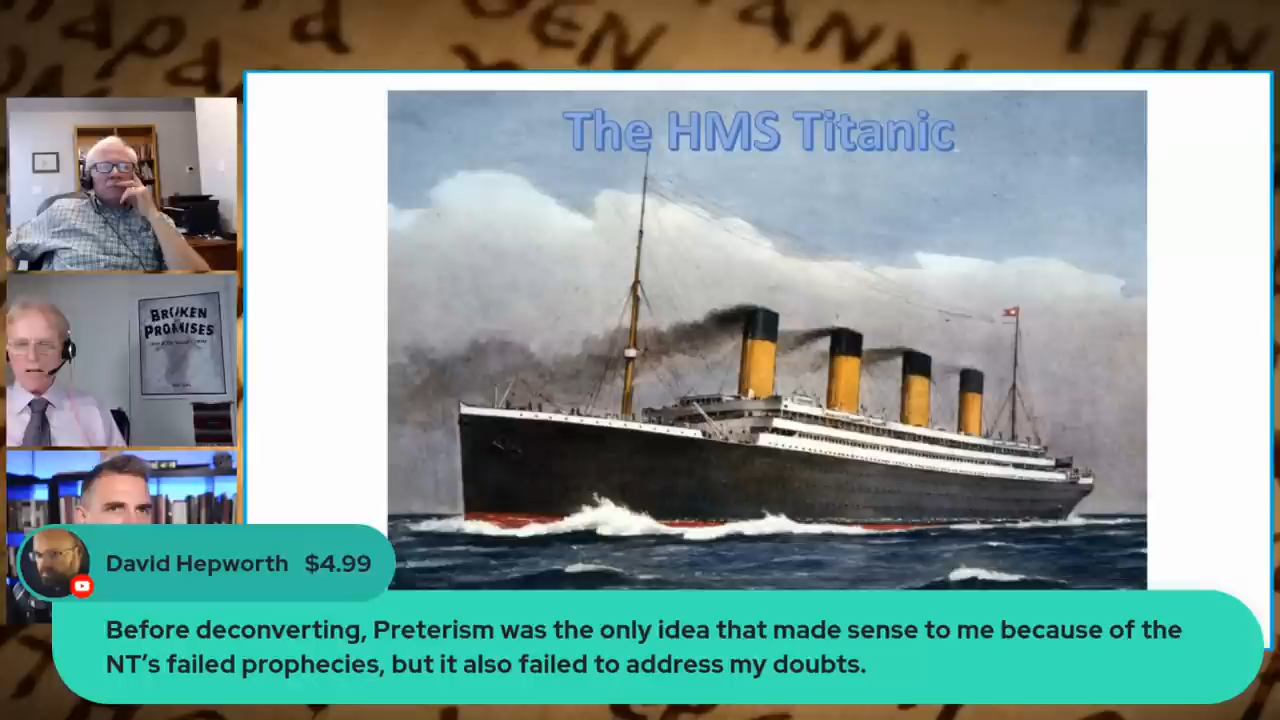 The HMS Titanic
BROKEN
PROMISES
David Hepworth $4.99
Before deconverting, Preterism was the only idea that made sense to me because of the
NT’s failed prophecies, but it also failed to address my doubts.